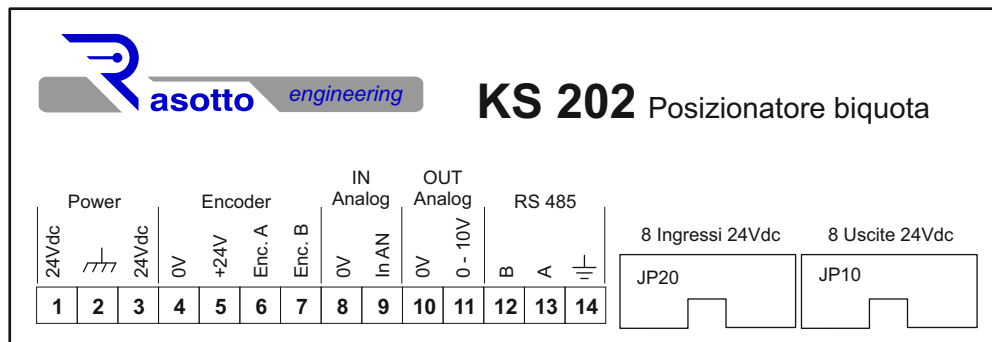 Rasotto engineering
KS 202 Posizionatore biquota
Power
Encoder
IN Analog
OUT Analog
RS 485
24Vdc
24Vdc
0V
+24V
Enc. A
Enc. B
0V
In AN
0V
0 - 10V
B
A
8 Ingressi 24Vdc
8 Uscite 24Vdc
JP20
JP10
1 2 3 4 5 6 7 8 9 10 11 12 13 14